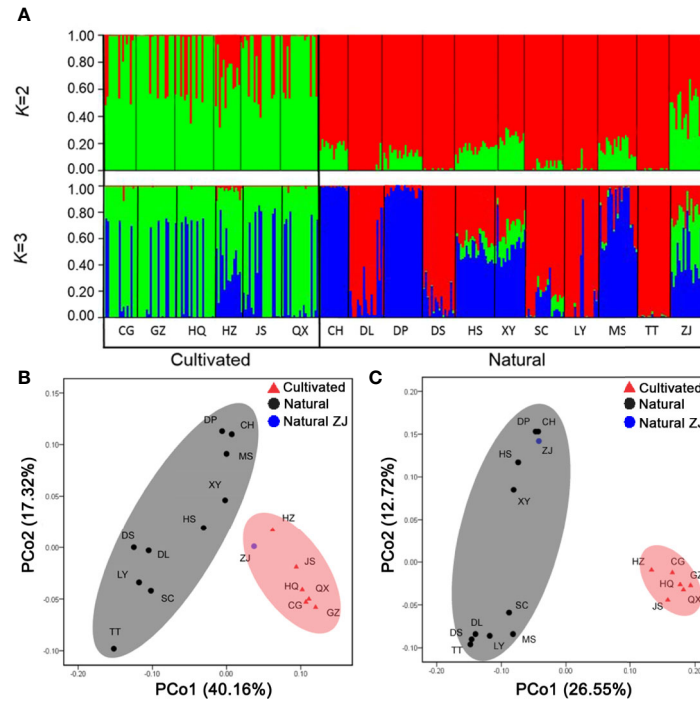 A
K=2
1.00
0.80
0.60
0.40
0.20
0.00
K=3
1.00
0.80
0.60
0.40
0.20
0.00
CG GZ HQ HZ JS QX CH DL DP DS HS XY SC LY MS TT ZJ
Cultivated Natural
B
PCo2 (17.32%)
0.15
0.10
0.05
0.00
-0.05
-0.10
Cultivated
Natural
Natural ZJ
DP CH
MS
XY
HS
HZ
DS DL
ZJ
JS
LY
SC
HQ QX
CG GZ
TT
-0.20 -0.10 0.00 0.10
PCo1 (40.16%)
C
PCo2 (12.72%)
0.20
0.15
0.10
0.05
0.00
-0.05
-0.10
Cultivated
Natural
Natural ZJ
DP CH
ZJ
HS
XY
HZ CG
GZ
HQ
QX
JS
SC
DL
DS
LY MS
TT
-0.20 -0.10 0.00 0.10 0.20
PCo1 (26.55%)